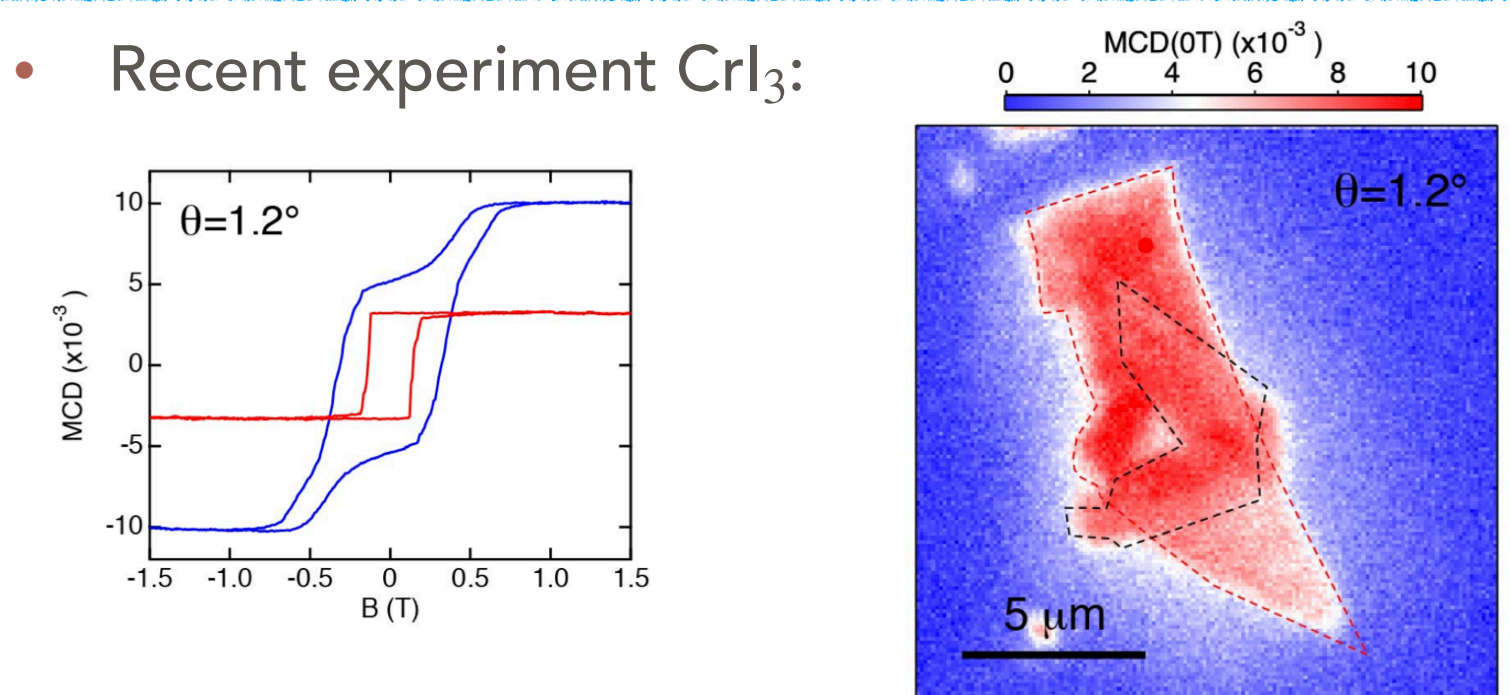 • Recent experiment CrI₃:
MCD(0T) (x10⁻³ )
0 2 4 6 8 10
θ=1.2°
10
5
0
-5
-10
MCD (x10⁻³ )
-1.5 -1.0 -0.5 0 0.5 1.0 1.5
B (T)
θ=1.2°
5 μm